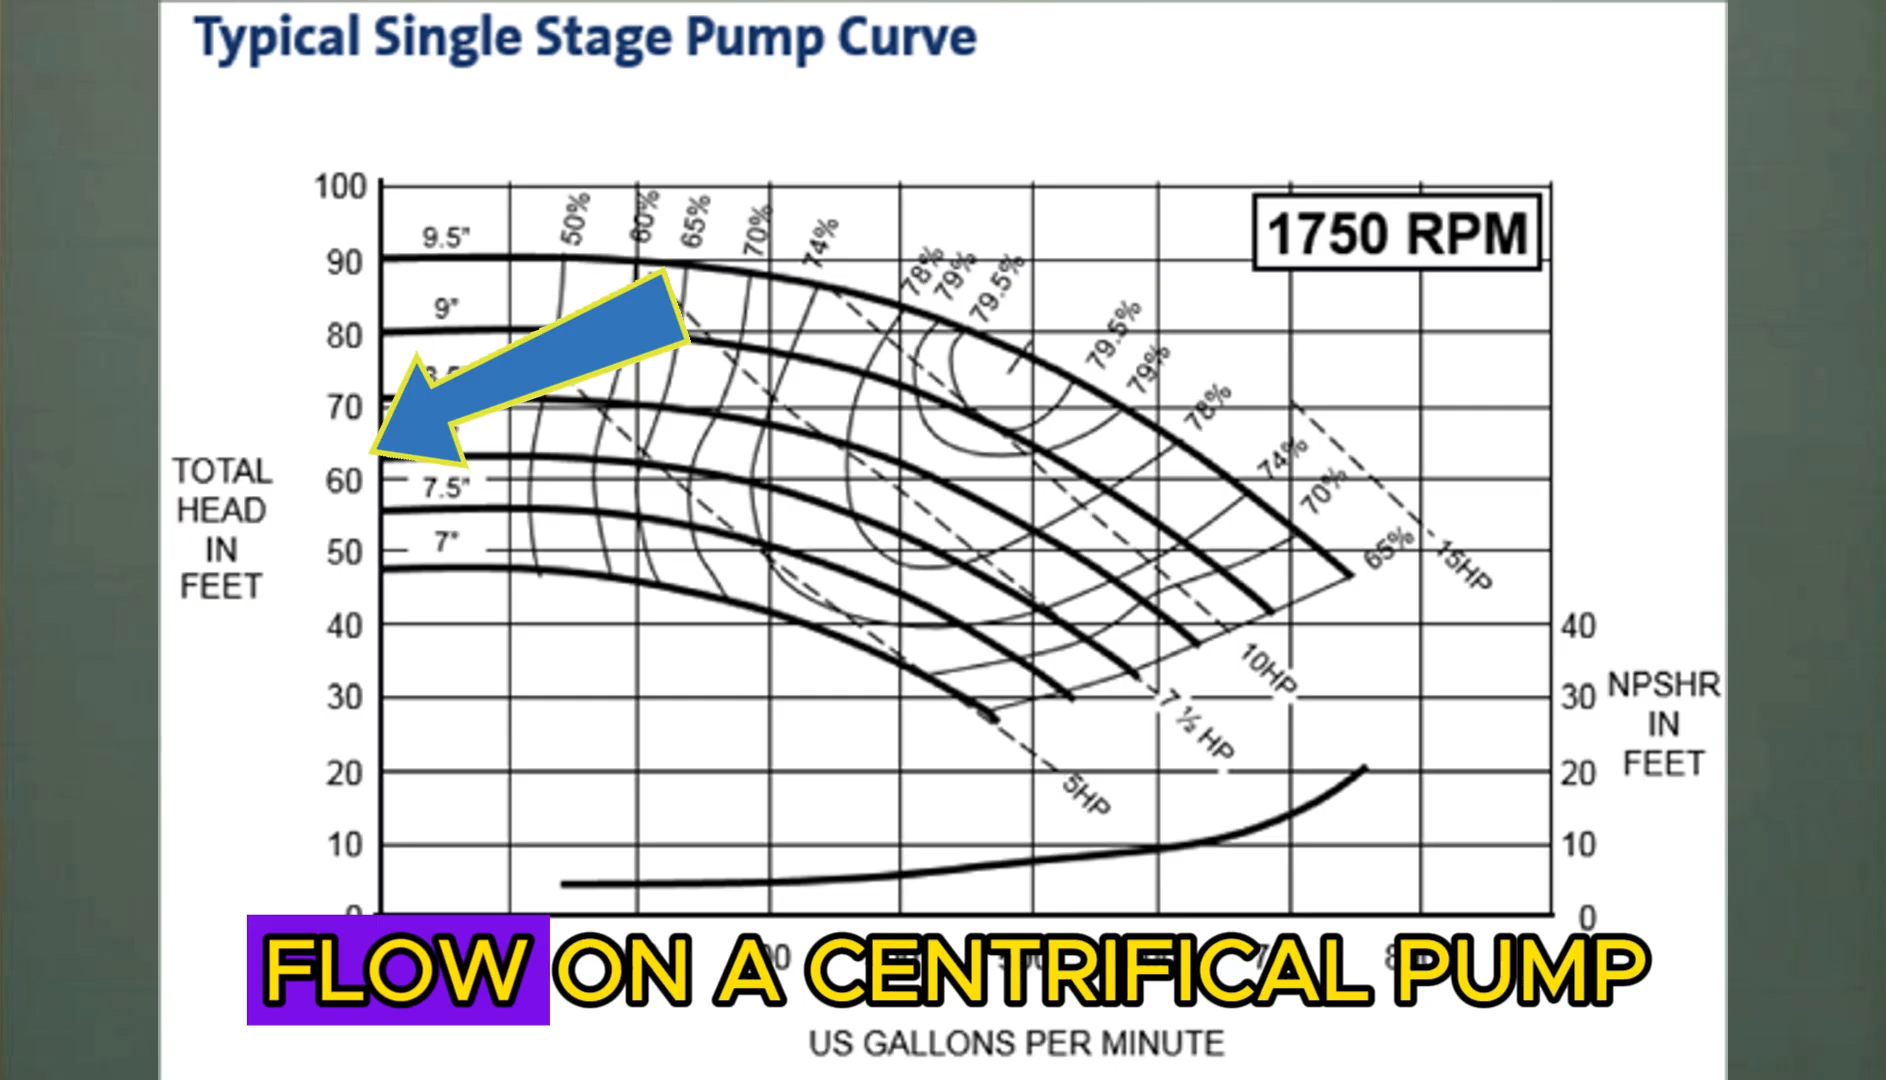 Typical Single Stage Pump Curve
1750 RPM
100
90
80
70
60
50
40
30
20
10
9.5"
9"
7.5"
7"
50%
60%
65%
70%
74%
78%
79%
79.5%
79.5%
79%
78%
74%
70%
65%
15HP
10HP
7 ½ HP
5HP
TOTAL
HEAD
IN
FEET
40
30
20
10
0
NPSHR
IN
FEET
FLOW ON A CENTRIFICAL PUMP
US GALLONS PER MINUTE